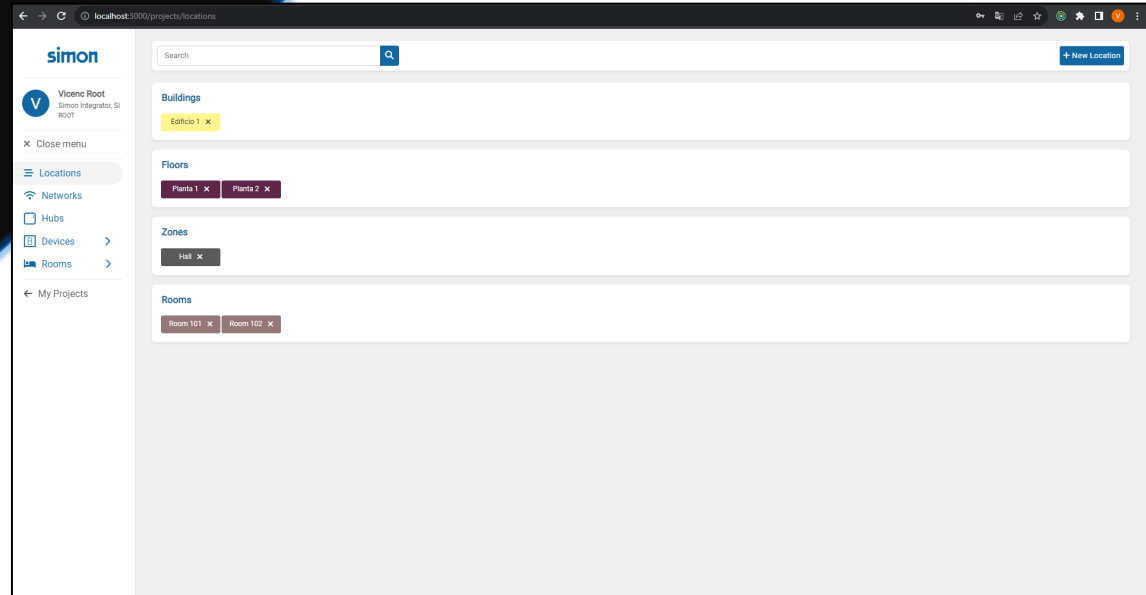 localhost:3000/projects/locations
V
simon
Search
+ New Location
V
Vicenc Root
Simon Integrator, SI
ROOT
Close menu
Locations
Networks
Hubs
Devices
Rooms
My Projects
Buildings
Edificio 1
Floors
Planta 1
Planta 2
Zones
Hall
Rooms
Room 101
Room 102